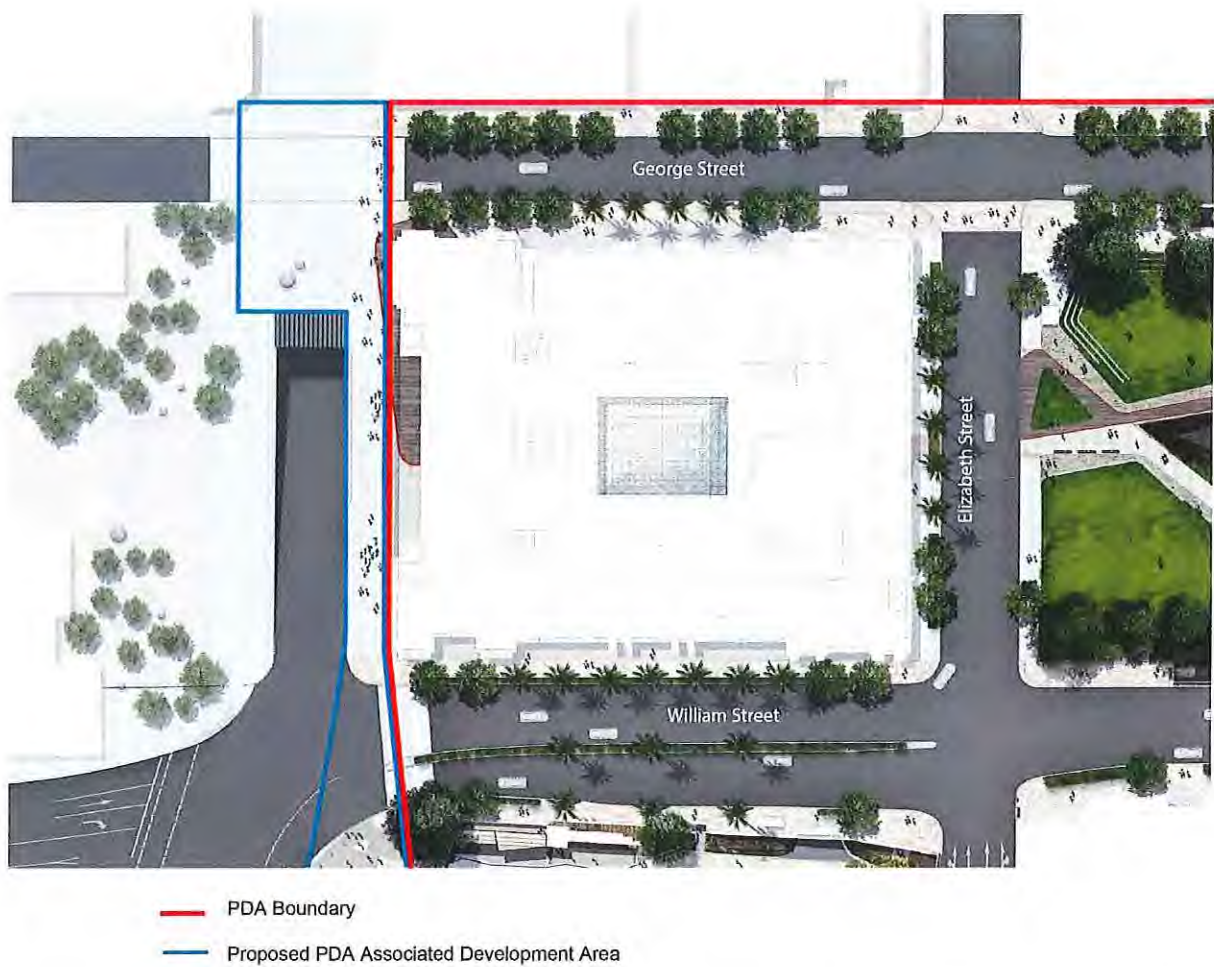 George Street
Elizabeth Street
William Street
PDA Boundary
Proposed PDA Associated Development Area